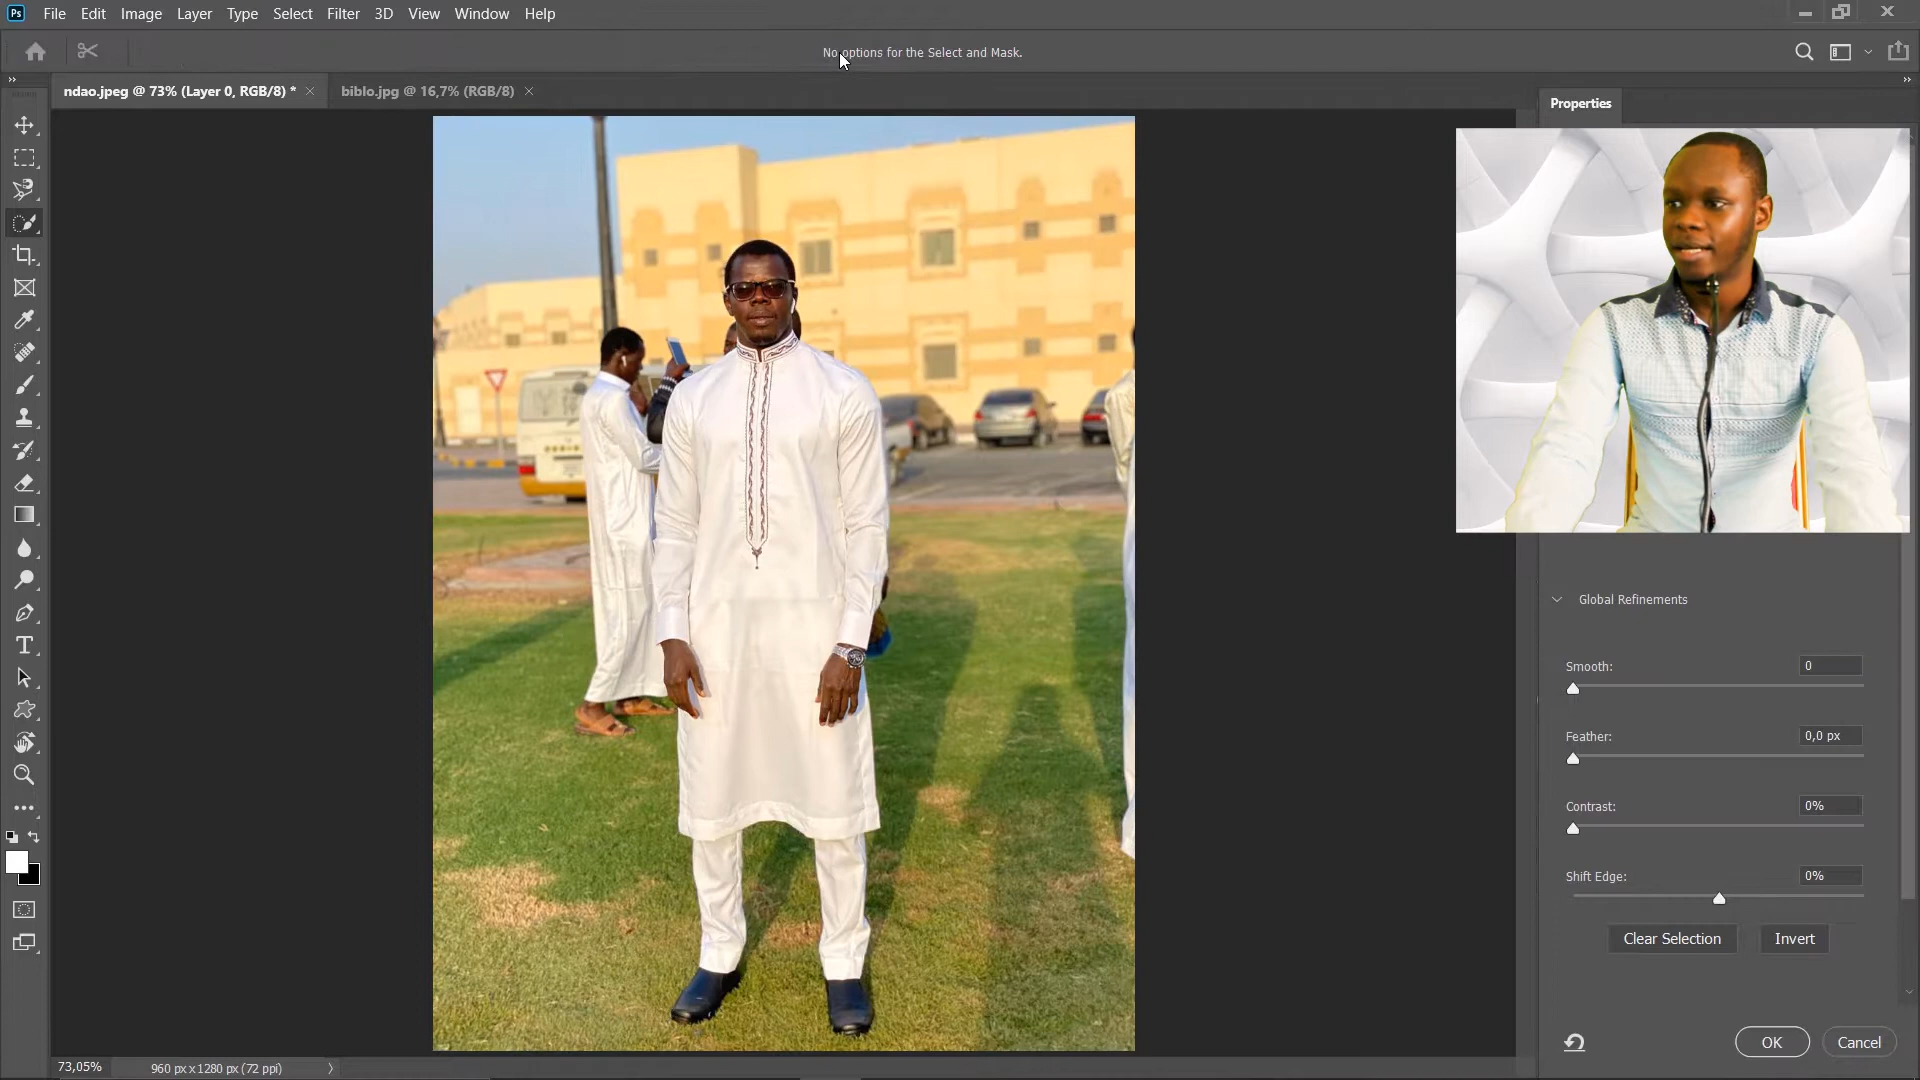 Ps File Edit Image Layer Type Select Filter 3D View Window Help
No options for the Select and Mask.
ndao.jpeg @ 73% (Layer 0, RGB/8) *
biblo.jpg @ 16,7% (RGB/8)
Properties
Global Refinements
Smooth: 0
Feather: 0,0 px
Contrast: 0%
Shift Edge: 0%
Clear Selection Invert
OK Cancel
73,05% 960 px x 1280 px (72 ppi)